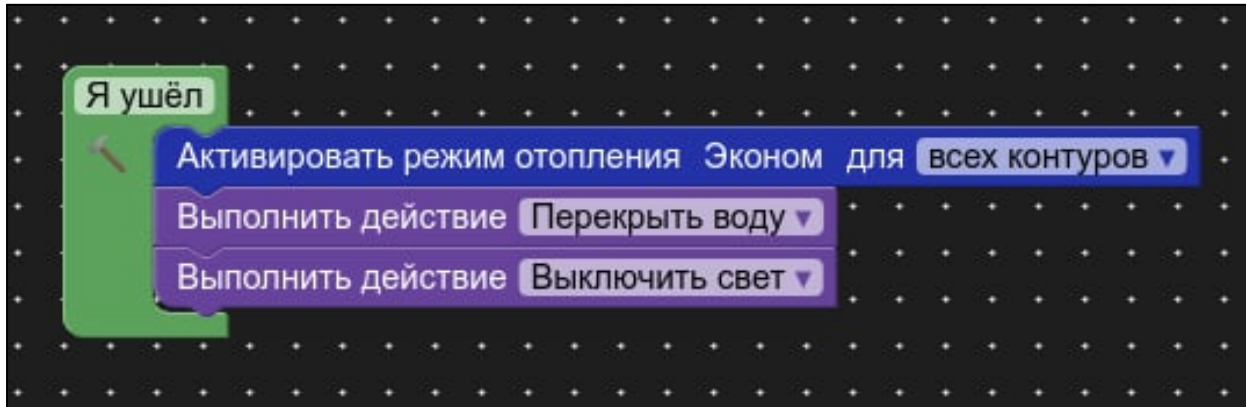 Я ушёл
Активировать режим отопления Эконом для всех контуров
Выполнить действие Перекрыть воду
Выполнить действие Выключить свет